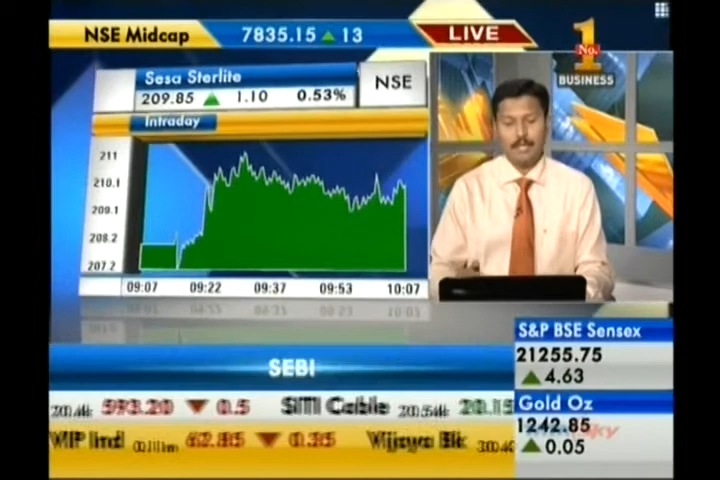 NSE Midcap 7835.15 ▲ 13 LIVE
No. 1
BUSINESS
Sesa Sterlite
209.85 ▲ 1.10 0.53% NSE
Intraday
211
210.1
209.1
208.2
207.2
09:07 09:22 09:37 09:53 10:07
S&P BSE Sensex
21255.75
▲ 4.63
SEBI
593.20 ▼ 0.5 SITI Cable 20.15
Gold Oz
1242.85
▲ 0.05
VIP Ind 62.85 ▼ 0.35 Vijaya Bk